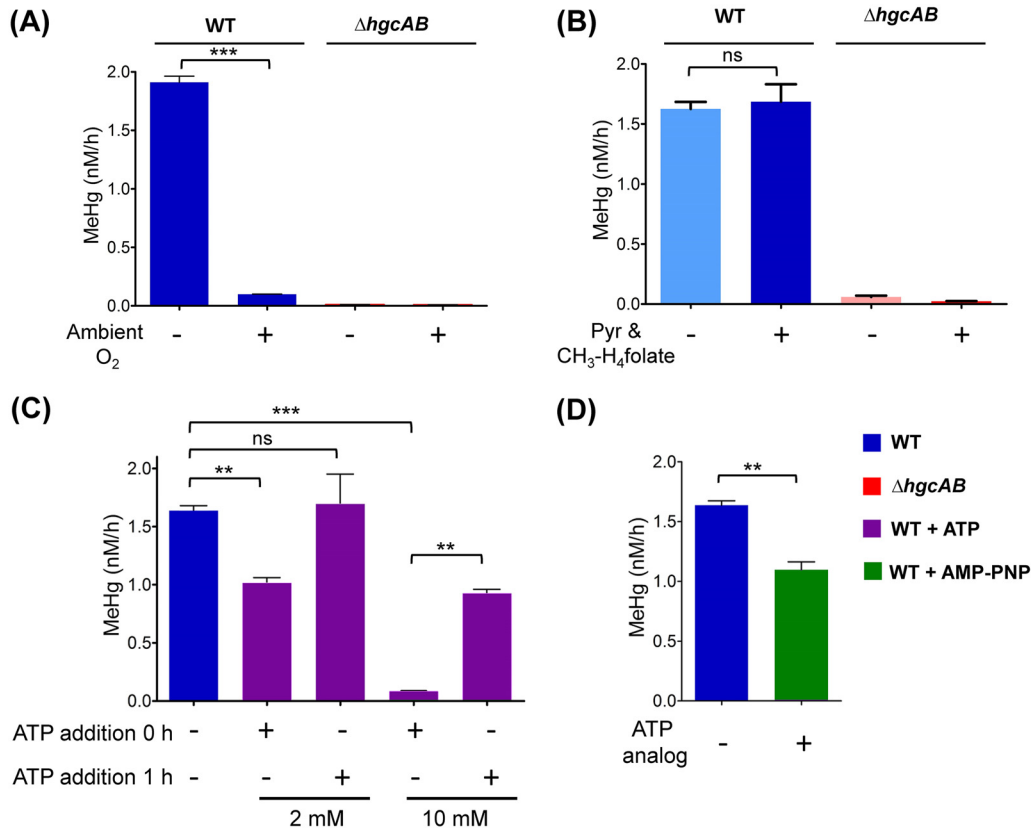 (A)
WT ΔhgcAB
***
MeHg (nM/h)
2.0
1.5
1.0
0.5
0.0
Ambient O₂ - + - +
(B)
WT ΔhgcAB
ns
MeHg (nM/h)
2.0
1.5
1.0
0.5
0.0
Pyr & CH₃-H₄folate - + - +
(C)
***
ns
**
**
MeHg (nM/h)
2.0
1.5
1.0
0.5
0.0
ATP addition 0 h - + - + -
ATP addition 1 h - - + - +
2 mM 10 mM
(D)
**
MeHg (nM/h)
2.0
1.5
1.0
0.5
0.0
ATP analog - +
WT
ΔhgcAB
WT + ATP
WT + AMP-PNP